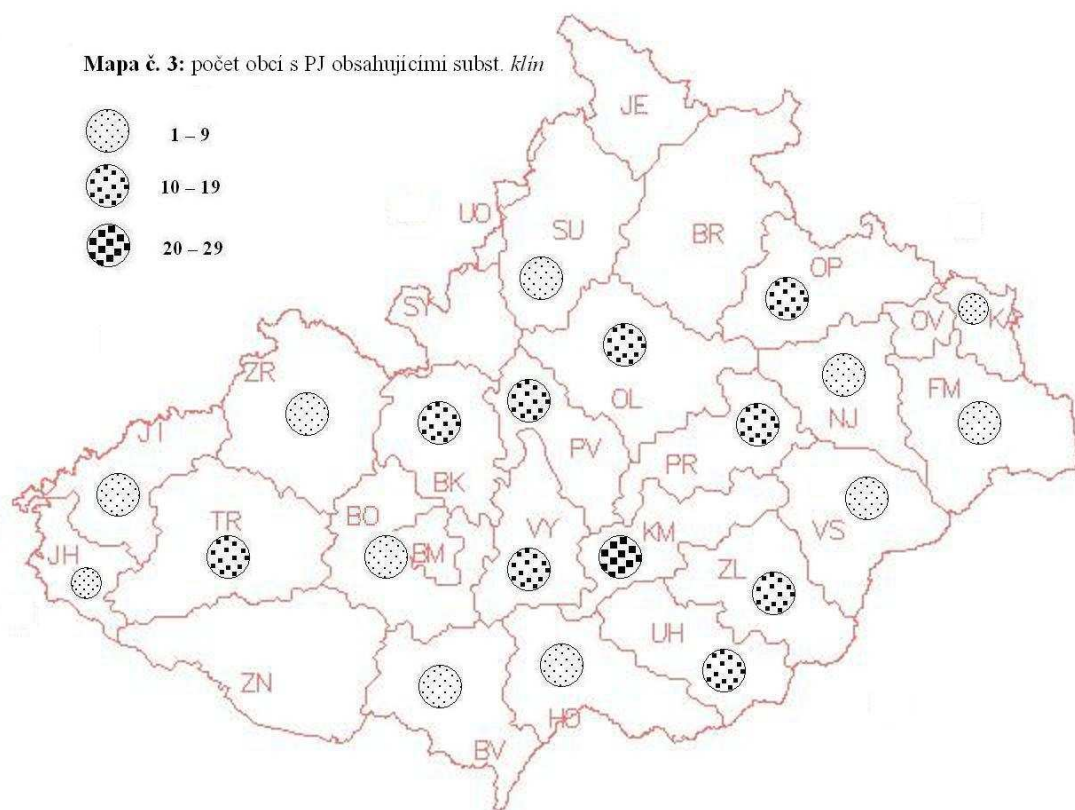 Mapa č. 3: počet obcí s PJ obsahujícimi subst. klín
1 – 9
10 – 19
20 – 29
JE
UO
SU
BR
OP
SY
OV
KA
ZR
OL
NJ
FM
JI
PV
PR
BK
TR
BO
VY
KM
VS
JH
BM
ZL
UH
ZN
HO
BV